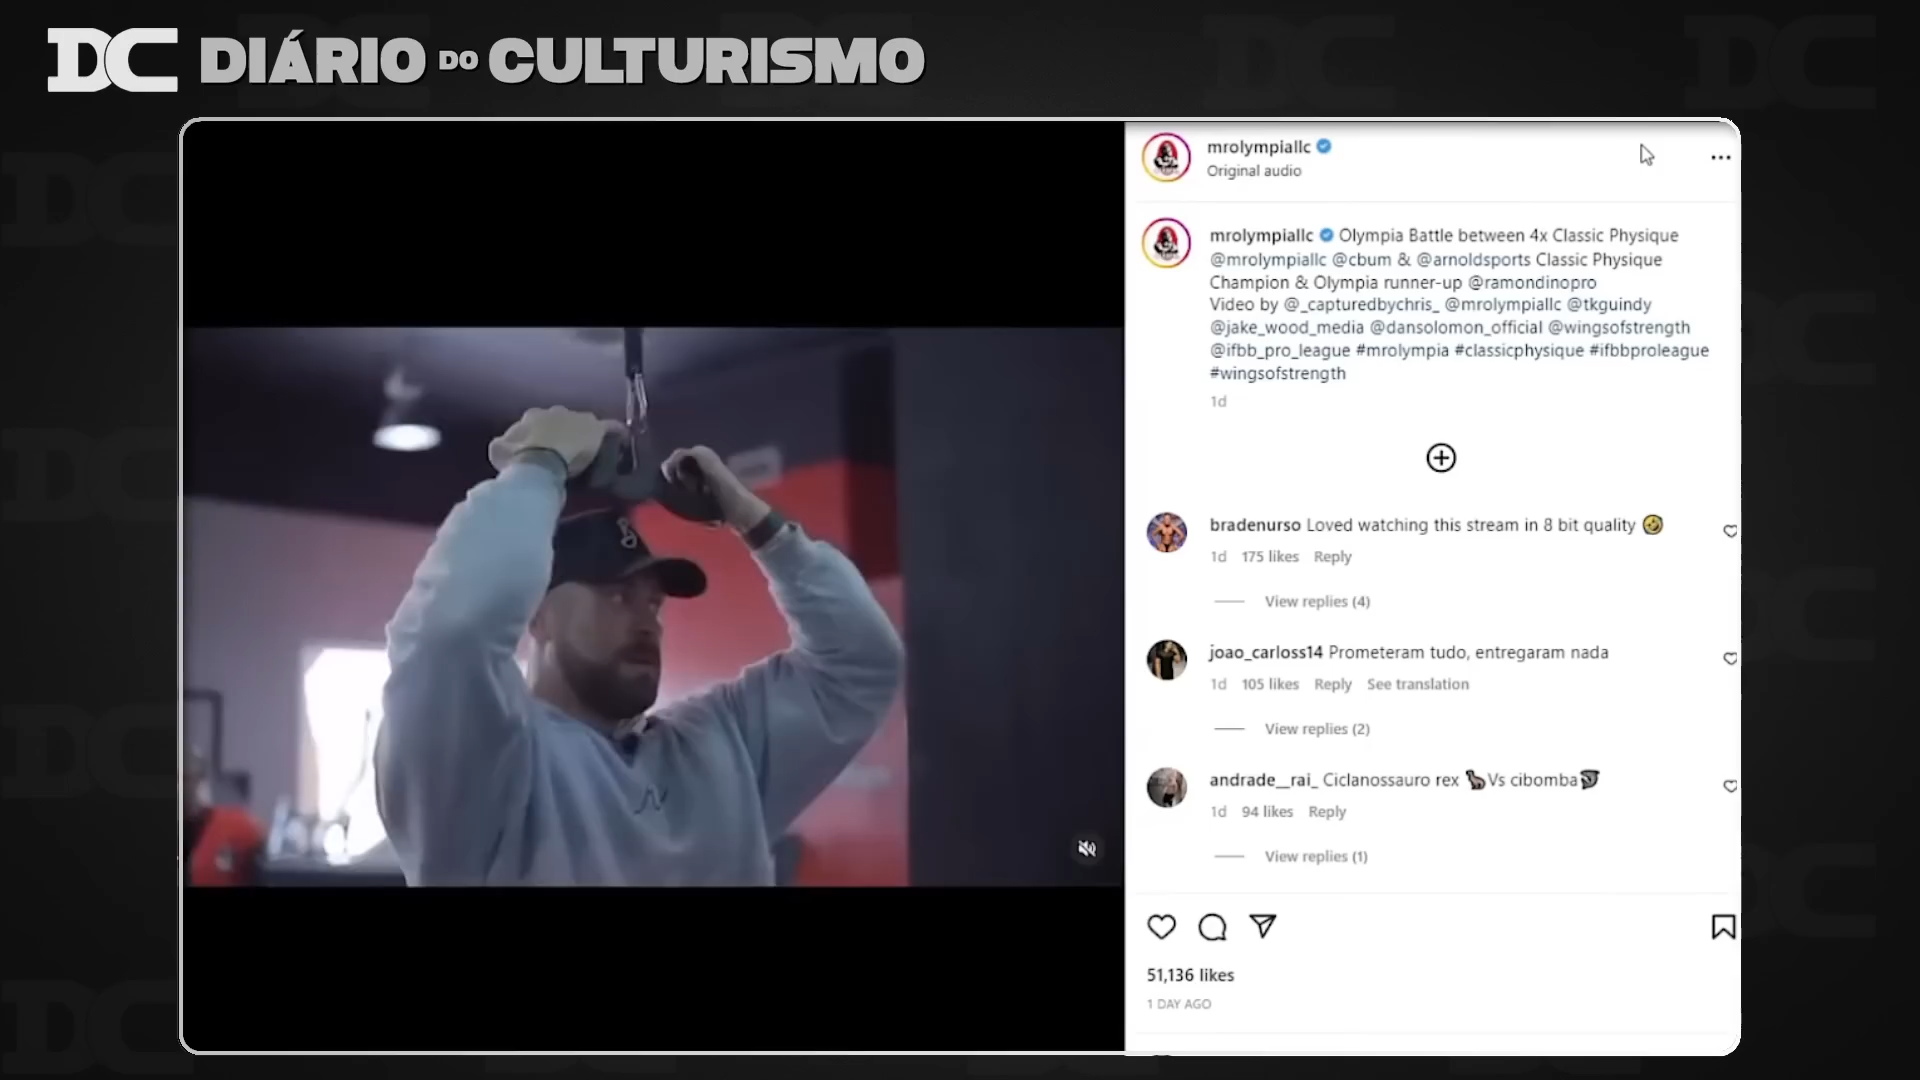 DC DIÁRIO DO CULTURISMO
mrolympiallc
Original audio
mrolympiallc Olympia Battle between 4x Classic Physique
@mrolympiallc @cbum & @arnoldsports Classic Physique
Champion & Olympia runner-up @ramondinopro
Video by @_capturedbychris_ @mrolympiallc @tkguindy
@jake_wood_media @dansolomon_official @wingsofstrength
@ifbb_pro_league #mrolympia #classicphysique #ifbbproleague
#wingsofstrength
1d
bradenurso Loved watching this stream in 8 bit quality 🤣
1d 175 likes Reply
View replies (4)
joao_carloss14 Prometeram tudo, entregaram nada
1d 105 likes Reply See translation
View replies (2)
andrade__rai_ Ciclanossauro rex 🦕Vs cibomba🌪
1d 94 likes Reply
View replies (1)
51,136 likes
1 DAY AGO